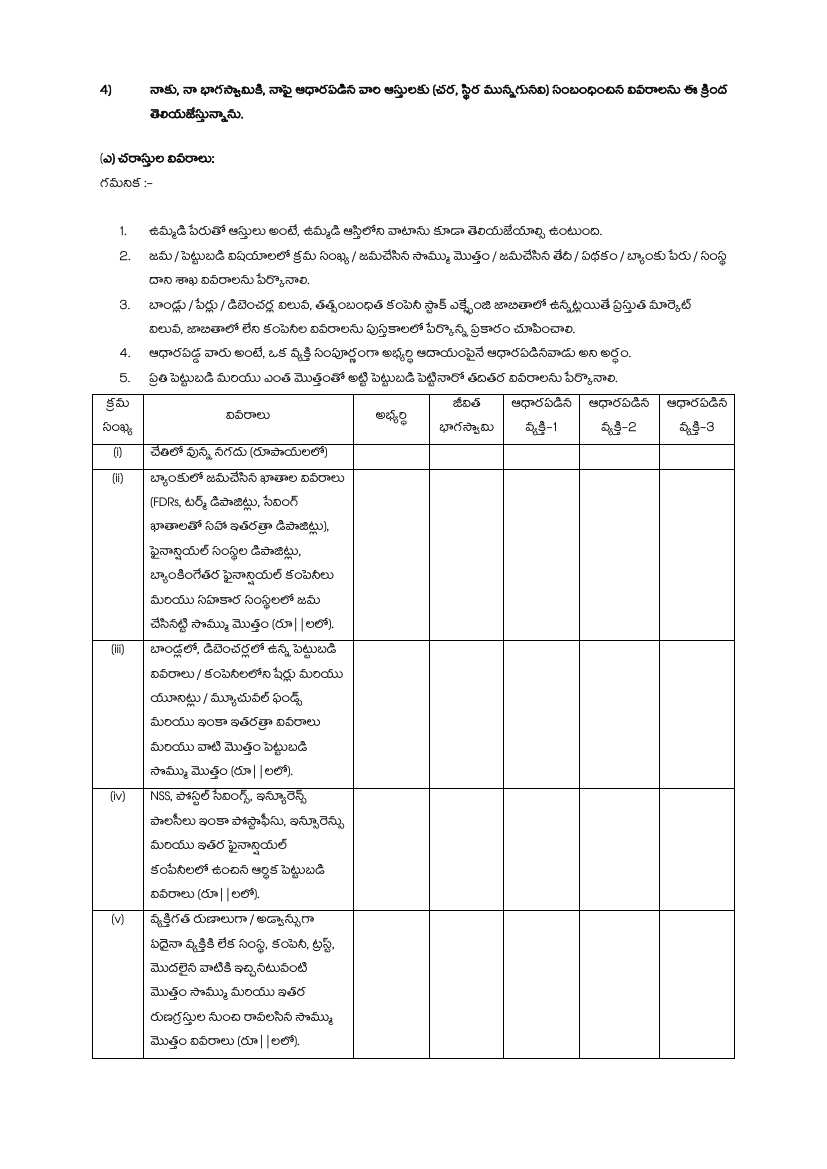 4) నాకు, నా భాగస్వామికి, నాపై ఆధారపడిన వారి ఆస్తులకు (చర, స్థిర మున్నగునవి) సంబంధించిన వివరాలను ఈ క్రింద
తెలియజేస్తున్నాను.
(ఎ) చరాస్తుల వివరాలు:
గమనిక :-
1. ఉమ్మడి పేరుతో ఆస్తులు అంటే, ఉమ్మడి ఆస్తిలోని వాటాను కూడా తెలియజేయాల్సి ఉంటుంది.
2. జమ / పెట్టుబడి విషయాలలో క్రమ సంఖ్య / జమచేసిన సొమ్ము మొత్తం / జమచేసిన తేది / పథకం / బ్యాంకు పేరు / సంస్థ
దాని శాఖ వివరాలను పేర్కొనాలి.
3. బాండ్లు / పేర్లు / డిబెంచర్ల విలువ, తత్సంబంధిత కంపెనీ స్టాక్ ఎక్స్ఛేంజి జాబితాలో ఉన్నట్లయితే ప్రస్తుత మార్కెట్
విలువ, జాబితాలో లేని కంపెనీల వివరాలను పుస్తకాలలో పేర్కొన్న ప్రకారం చూపించాలి.
4. ఆధారపడ్డ వారు అంటే, ఒక వ్యక్తి సంపూర్ణంగా అభ్యర్థి ఆదాయంపైనే ఆధారపడినవాడు అని అర్థం.
5. ప్రతి పెట్టుబడి మరియు ఎంత మొత్తంతో అట్టి పెట్టుబడి పెట్టినారో తదితర వివరాలను పేర్కొనాలి.
క్రమ సంఖ్య వివరాలు అభ్యర్థి జీవిత భాగస్వామి ఆధారపడిన వ్యక్తి-1 ఆధారపడిన వ్యక్తి-2 ఆధారపడిన వ్యక్తి-3
(i) చేతిలో వున్న నగదు (రూపాయలలో)
(ii) బ్యాంకులో జమచేసిన ఖాతాల వివరాలు
(FDRs, టర్మ్ డిపాజిట్లు, సేవింగ్
ఖాతాలతో సహా ఇతరత్రా డిపాజిట్లు),
ఫైనాన్షియల్ సంస్థల డిపాజిట్లు,
బ్యాంకింగేతర ఫైనాన్షియల్ కంపెనీలు
మరియు సహకార సంస్థలలో జమ
చేసినట్టి సొమ్ము మొత్తం (రూ||లలో).
(iii) బాండ్లలో, డిబెంచర్లలో ఉన్న పెట్టుబడి
వివరాలు / కంపెనీలలోని షేర్లు మరియు
యూనిట్లు / మ్యూచువల్ ఫండ్స్
మరియు ఇంకా ఇతరత్రా వివరాలు
మరియు వాటి మొత్తం పెట్టుబడి
సొమ్ము మొత్తం (రూ||లలో).
(iv) NSS, పోస్టల్ సేవింగ్స్, ఇన్యూరెన్స్
పాలసీలు ఇంకా పోస్టాఫీసు, ఇన్సూరెన్సు
మరియు ఇతర ఫైనాన్షియల్
కంపేనీలలో ఉంచిన ఆర్ధిక పెట్టుబడి
వివరాలు (రూ||లలో).
(v) వ్యక్తిగత రుణాలుగా / అడ్వాన్సుగా
ఏదైనా వ్యక్తికి లేక సంస్థ, కంపెనీ, ట్రస్ట్,
మొదలైన వాటికి ఇచ్చినటువంటి
మొత్తం సొమ్ము మరియు ఇతర
రుణగ్రస్తుల నుంచి రావలసిన సొమ్ము
మొత్తం వివరాలు (రూ||లలో).